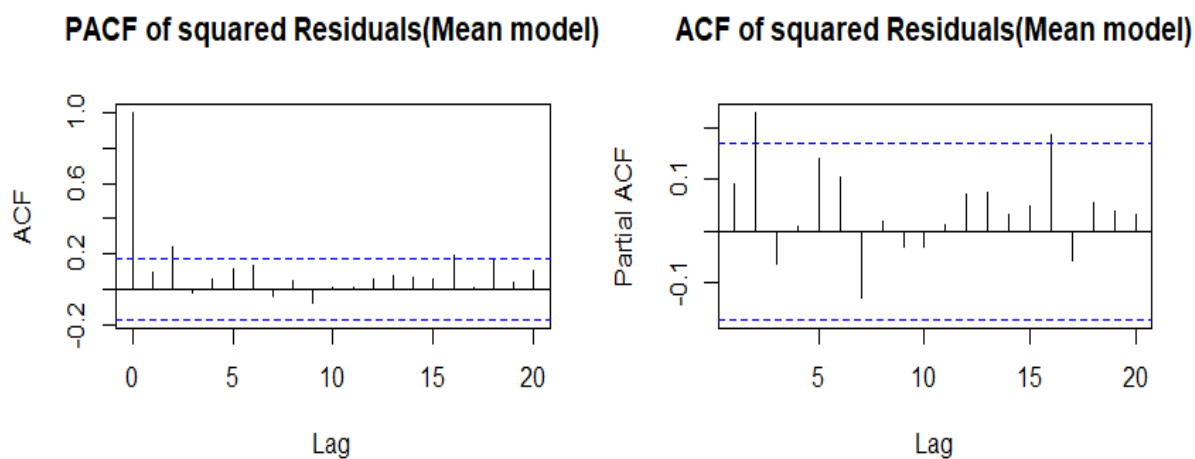 PACF of squared Residuals(Mean model)
ACF
1.0
0.6
0.2
-0.2
0 5 10 15 20
Lag
ACF of squared Residuals(Mean model)
Partial ACF
0.1
-0.1
5 10 15 20
Lag